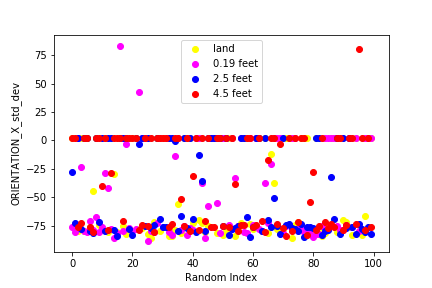 land
0.19 feet
2.5 feet
4.5 feet
75
50
25
0
−25
−50
−75
ORIENTATION_X_std_dev
0
20
40
60
80
100
Random Index